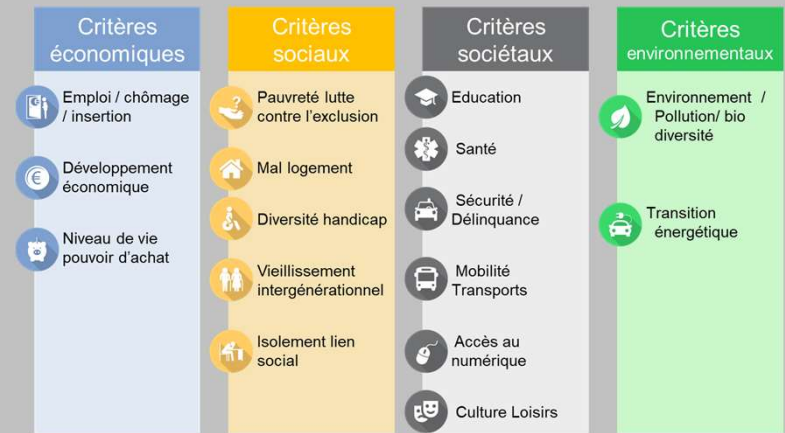 Critères
économiques
Emploi / chômage
/ insertion
Développement
économique
Niveau de vie
pouvoir d'achat
Critères
sociaux
Pauvreté lutte
contre l'exclusion
Mal logement
Diversité handicap
Vieillissement
intergénérationnel
Isolement lien
social
Critères
sociétaux
Education
Santé
Sécurité /
Délinquance
Mobilité
Transports
Accès au
numérique
Culture Loisirs
Critères
environnementaux
Environnement /
Pollution/ bio
diversité
Transition
énergétique